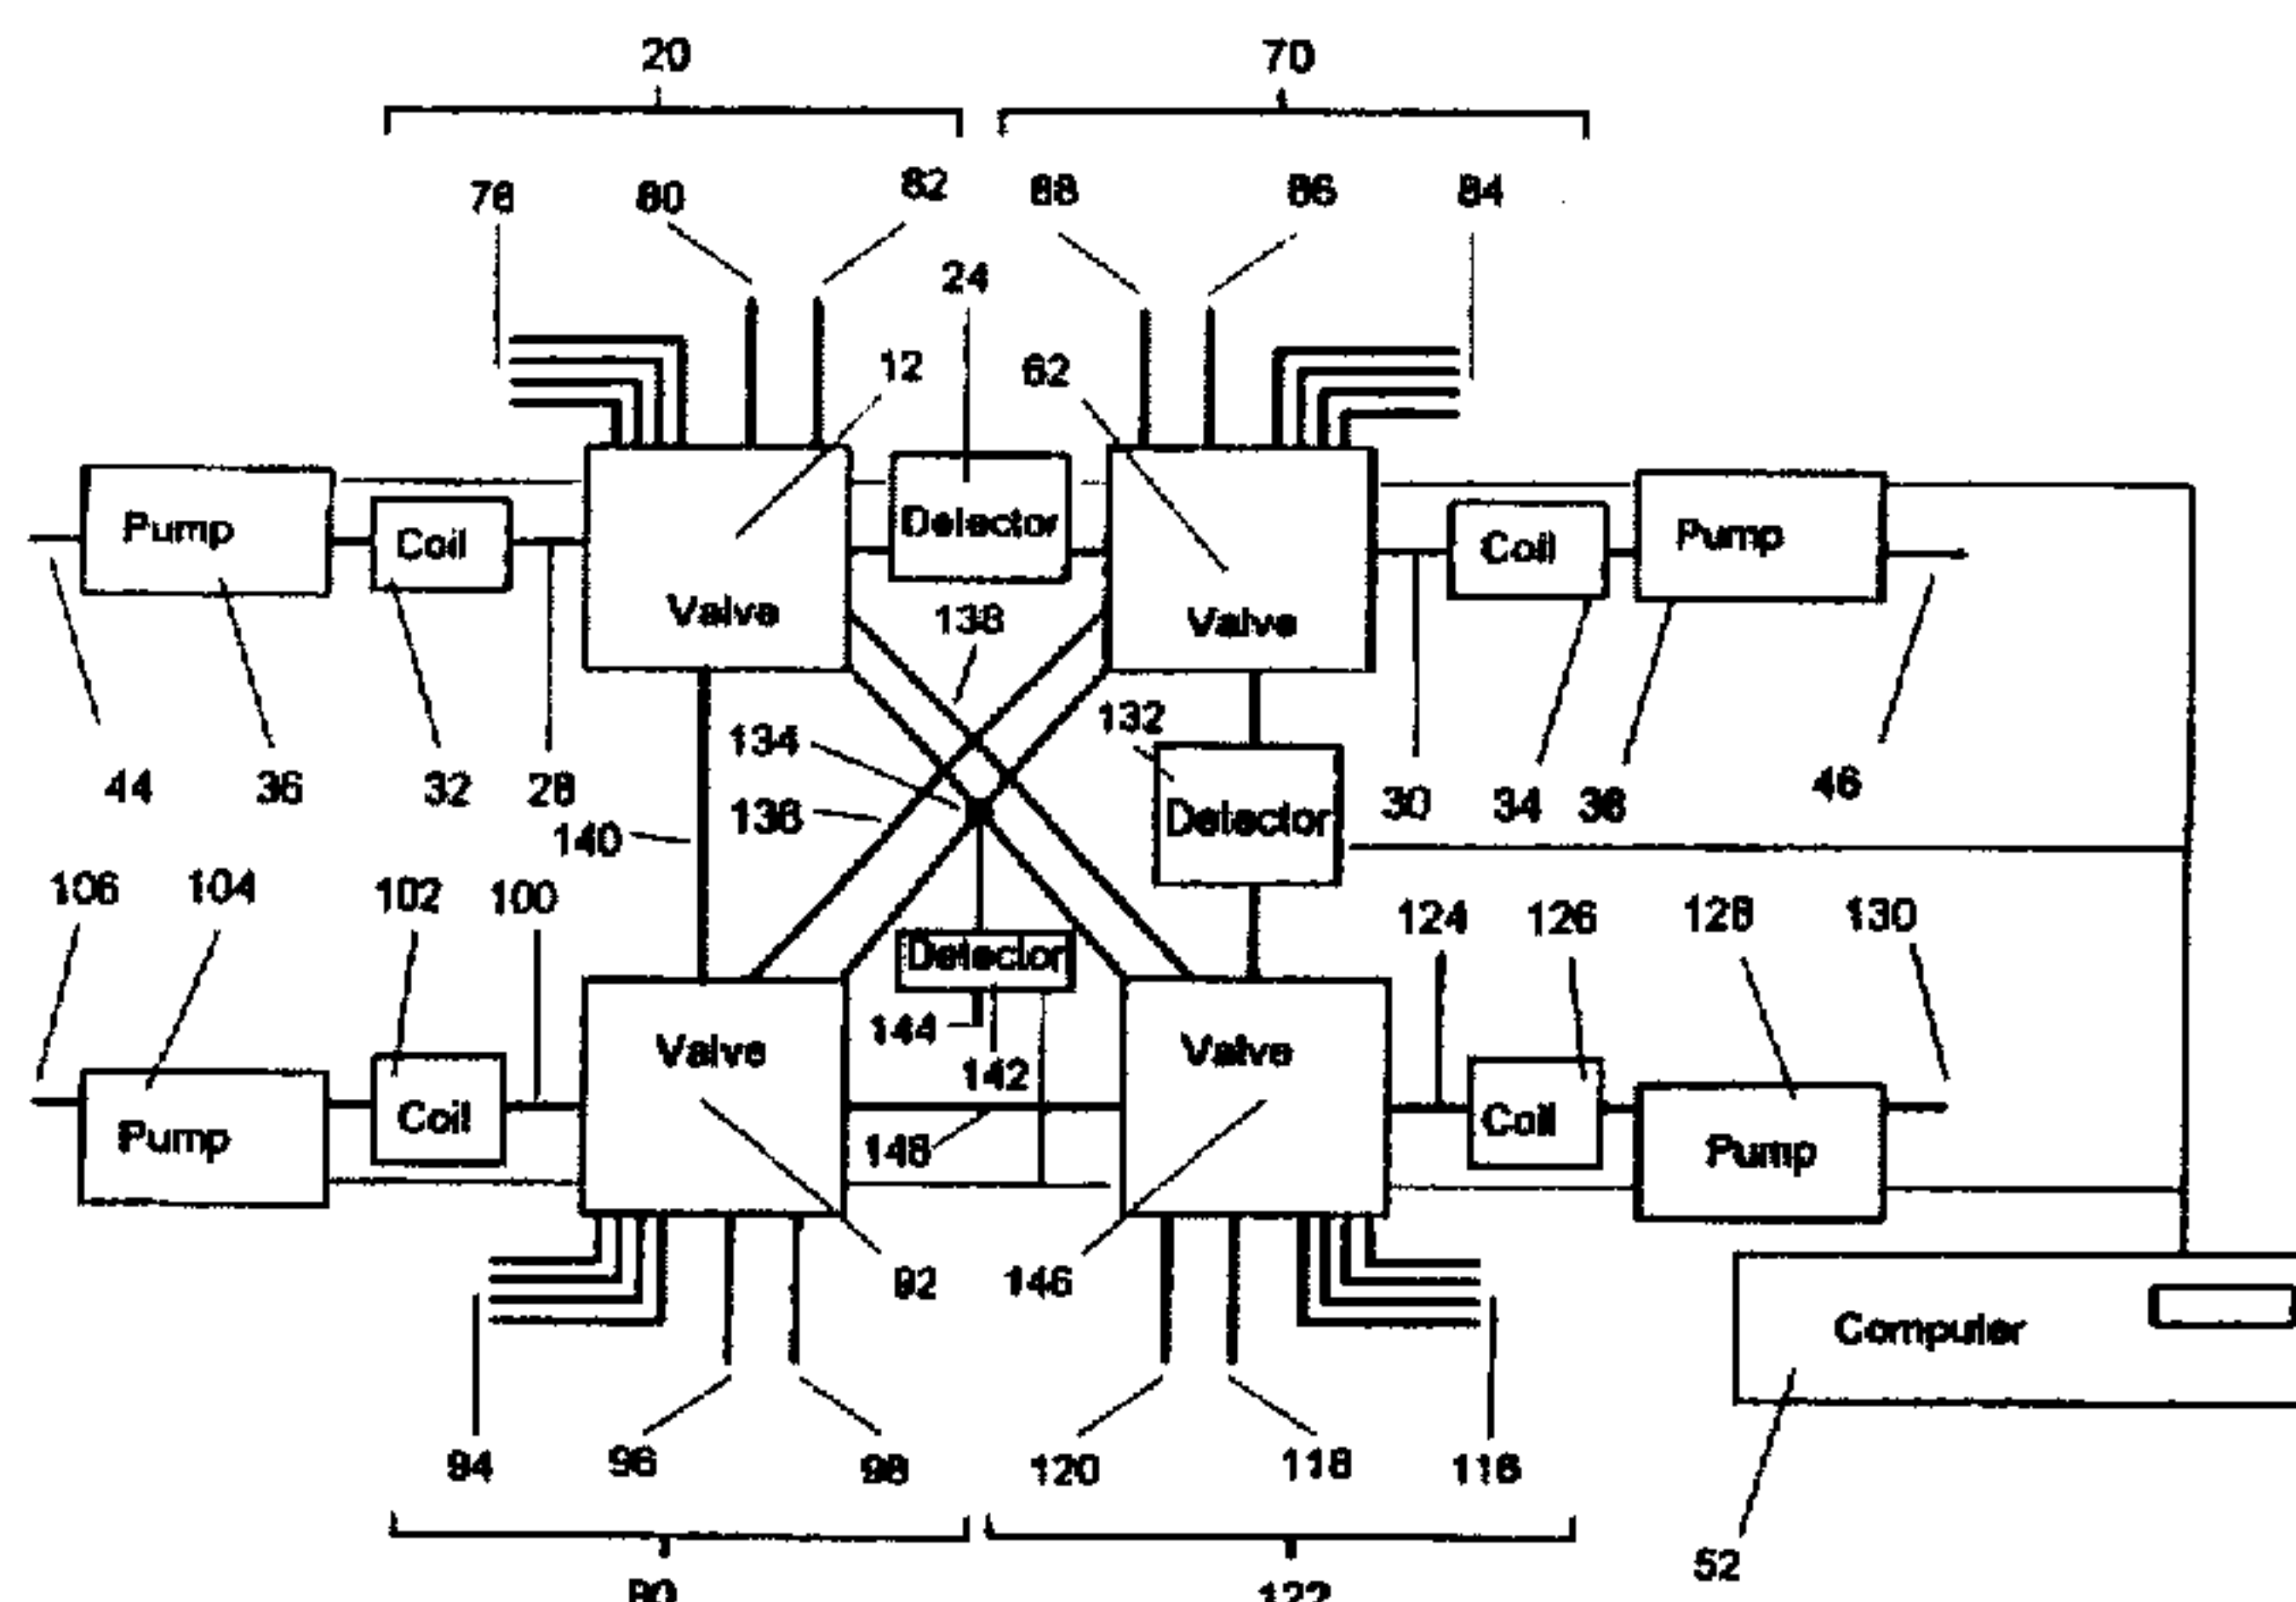 20 70
76 80 82 88 86 84
24
12 62
Pump Coil Detector Coil Pump
Valve Valve
138
132
134
44 36 32 28 136 30 34 38 46
140 Detector
106 104 102 100 124 126 128 130
Detector
144
Valve Valve
142
Pump Coil 148 Coil Pump
92 146
Computer
94 96 98 120 118 116
52
122